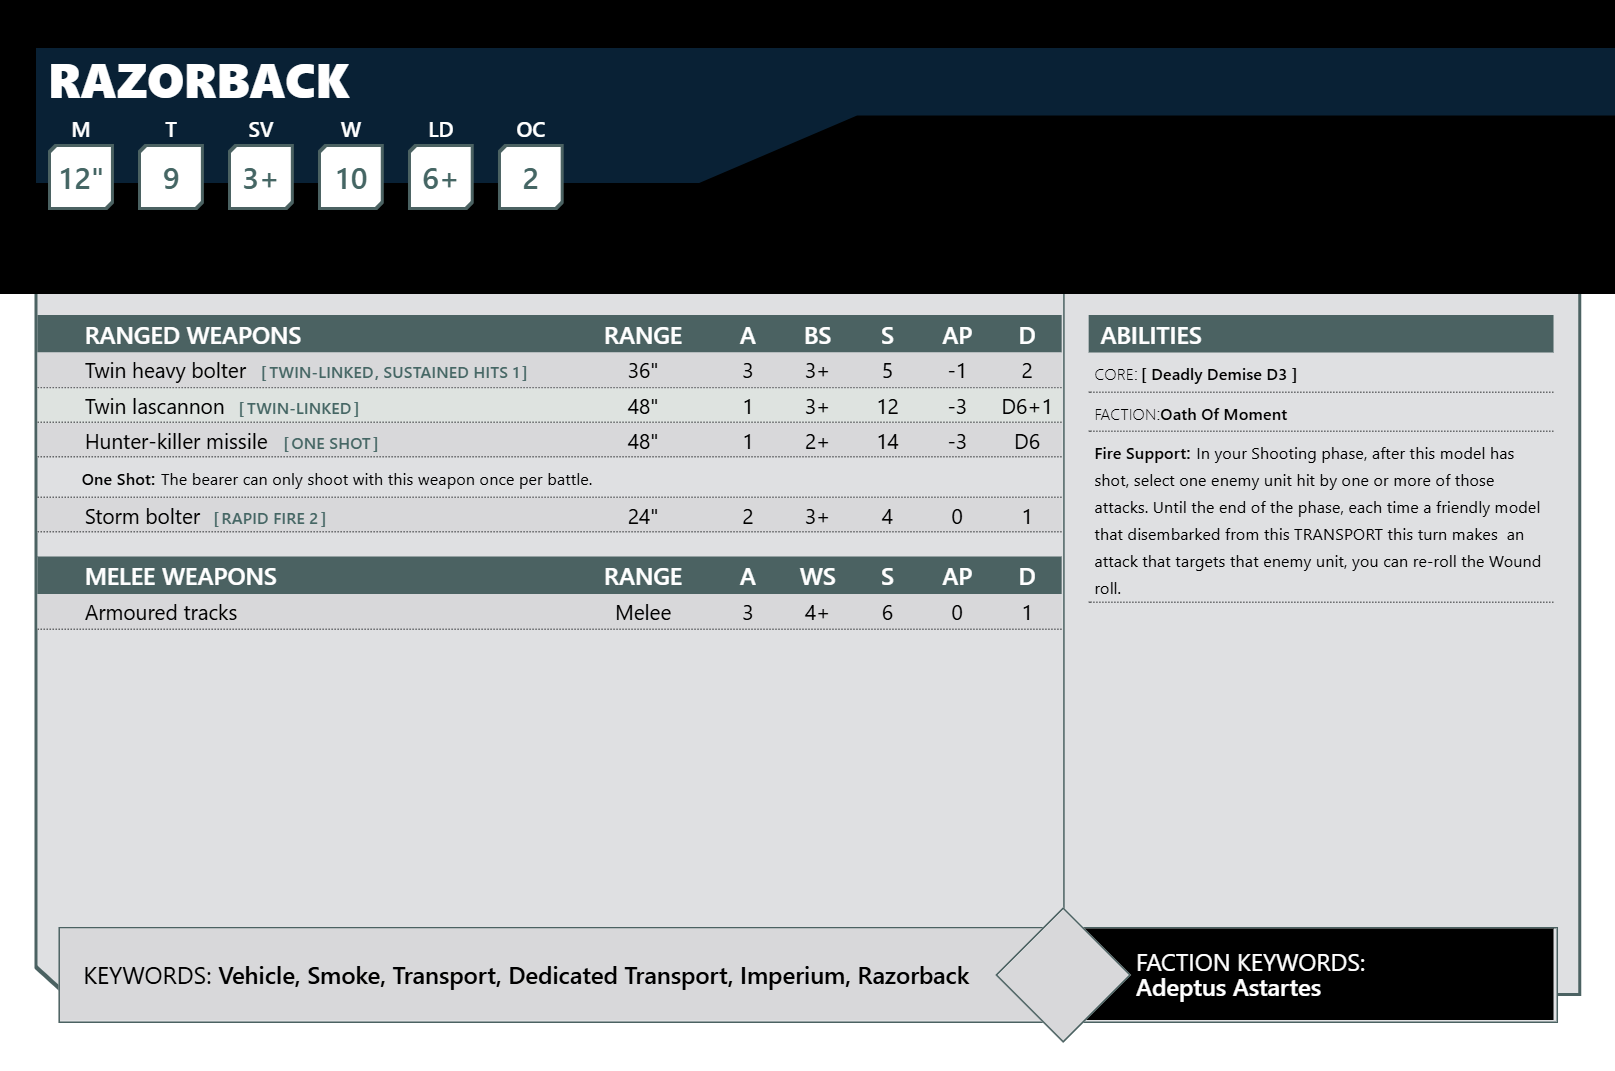 RAZORBACK
M T SV W LD OC
12" 9 3+ 10 6+ 2
RANGED WEAPONS RANGE A BS S AP D
Twin heavy bolter [TWIN-LINKED, SUSTAINED HITS 1] 36" 3 3+ 5 -1 2
Twin lascannon [TWIN-LINKED] 48" 1 3+ 12 -3 D6+1
Hunter-killer missile [ONE SHOT] 48" 1 2+ 14 -3 D6
One Shot: The bearer can only shoot with this weapon once per battle.
Storm bolter [RAPID FIRE 2] 24" 2 3+ 4 0 1
MELEE WEAPONS RANGE A WS S AP D
Armoured tracks Melee 3 4+ 6 0 1
ABILITIES
CORE: [ Deadly Demise D3 ]
FACTION:Oath Of Moment
Fire Support: In your Shooting phase, after this model has
shot, select one enemy unit hit by one or more of those
attacks. Until the end of the phase, each time a friendly model
that disembarked from this TRANSPORT this turn makes an
attack that targets that enemy unit, you can re-roll the Wound
roll.
KEYWORDS: Vehicle, Smoke, Transport, Dedicated Transport, Imperium, Razorback
FACTION KEYWORDS:
Adeptus Astartes